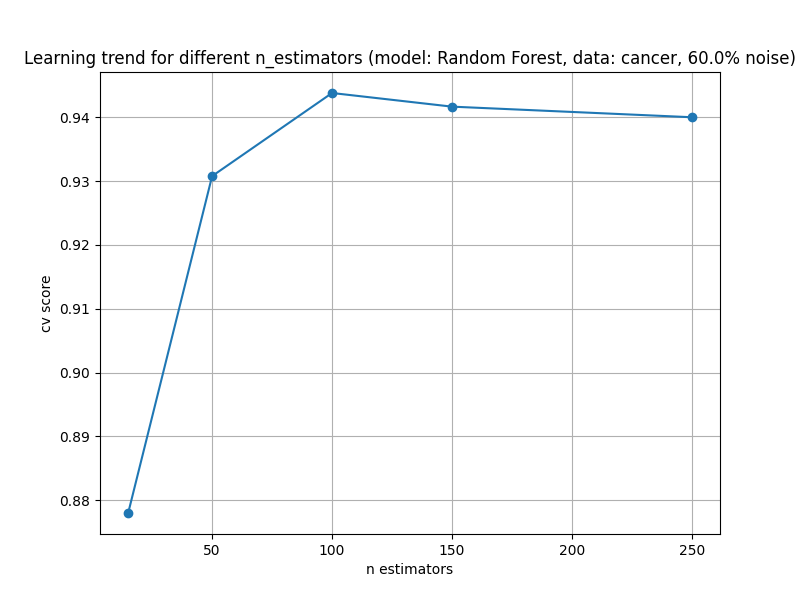 Learning trend for different n_estimators (model: Random Forest, data: cancer, 60.0% noise)
0.94
0.93
0.92
0.91
0.90
0.89
0.88
cv score
50 100 150 200 250
n estimators